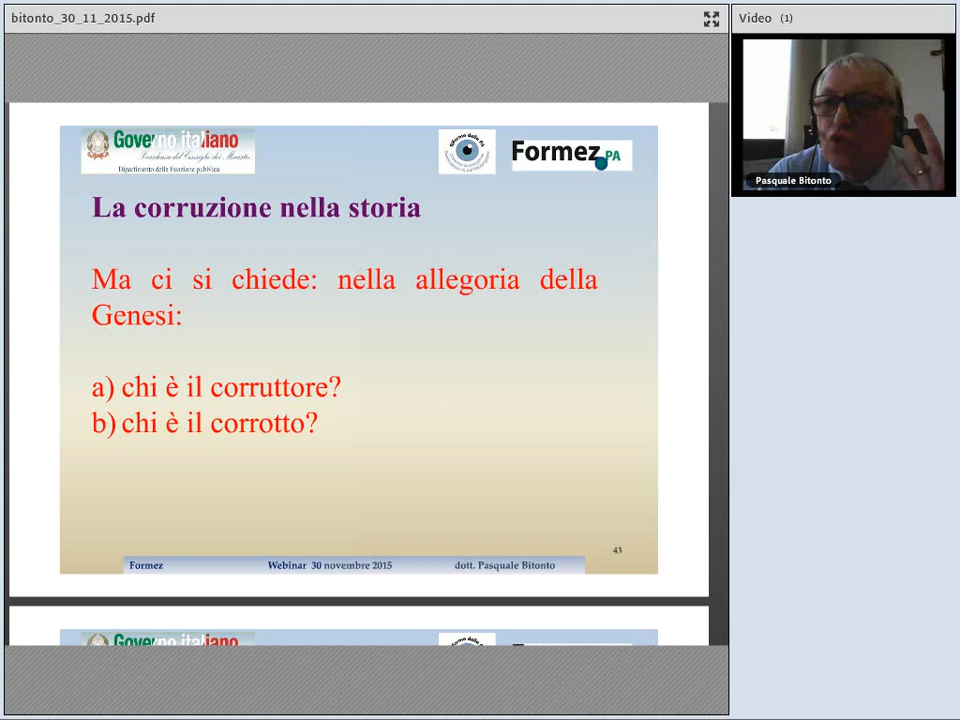 bitonto_30_11_2015.pdf
Video (1)
Pasquale Bitonto
Governo italiano
Presidenza del Consiglio dei Ministri
Dipartimento della Funzione pubblica
Formez PA
La corruzione nella storia
Ma ci si chiede: nella allegoria della
Genesi:
a) chi è il corruttore?
b) chi è il corrotto?
43
Formez Webinar 30 novembre 2015 dott. Pasquale Bitonto
Governo italiano